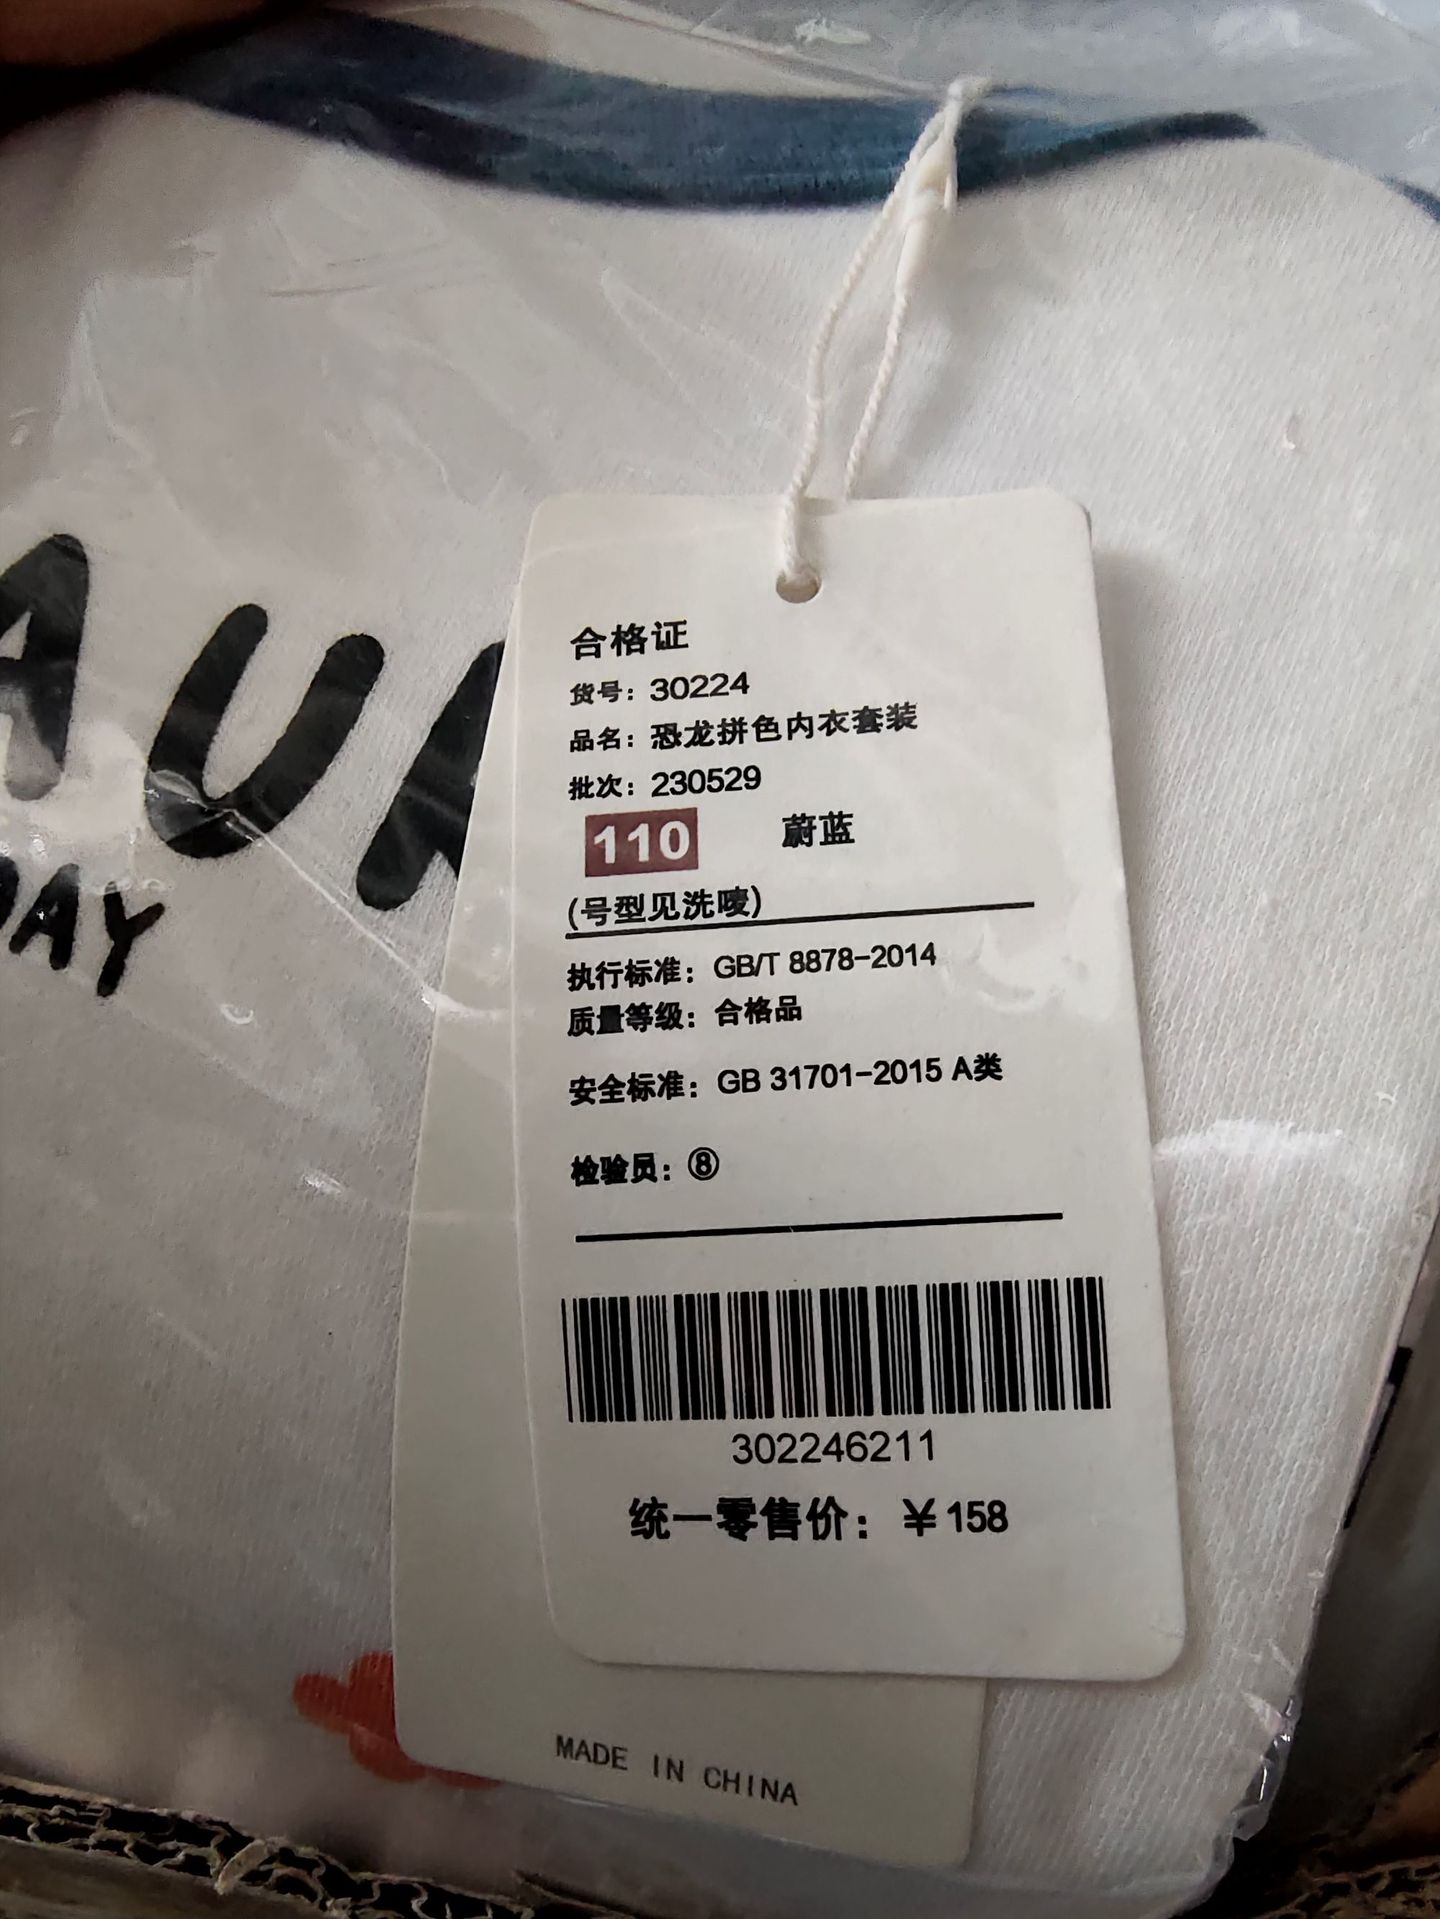 AU
DAY
合格证
货号：30224
品名：恐龙拼色内衣套装
批次：230529
110 蔚蓝
(号型见洗唛)
执行标准：GB/T 8878-2014
质量等级：合格品
安全标准：GB 31701-2015 A类
检验员：⑧
302246211
统一零售价：￥158
MADE IN CHINA